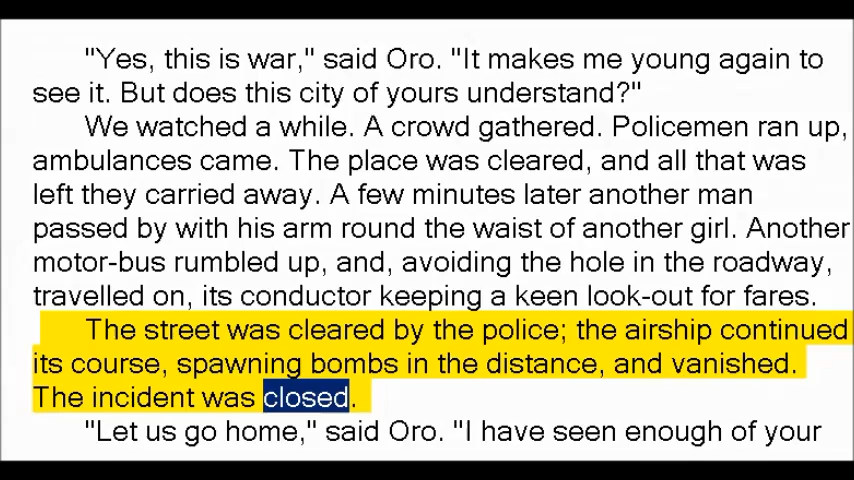 "Yes, this is war," said Oro. "It makes me young again to
see it. But does this city of yours understand?"
We watched a while. A crowd gathered. Policemen ran up,
ambulances came. The place was cleared, and all that was
left they carried away. A few minutes later another man
passed by with his arm round the waist of another girl. Another
motor-bus rumbled up, and, avoiding the hole in the roadway,
travelled on, its conductor keeping a keen look-out for fares.
The street was cleared by the police; the airship continued
its course, spawning bombs in the distance, and vanished.
The incident was closed.
"Let us go home," said Oro. "I have seen enough of your